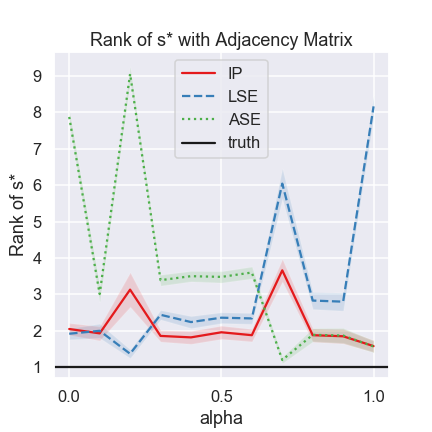 Rank of s* with Adjacency Matrix
IP
LSE
ASE
truth
Rank of s*
9
8
7
6
5
4
3
2
1
0.0 0.5 1.0
alpha